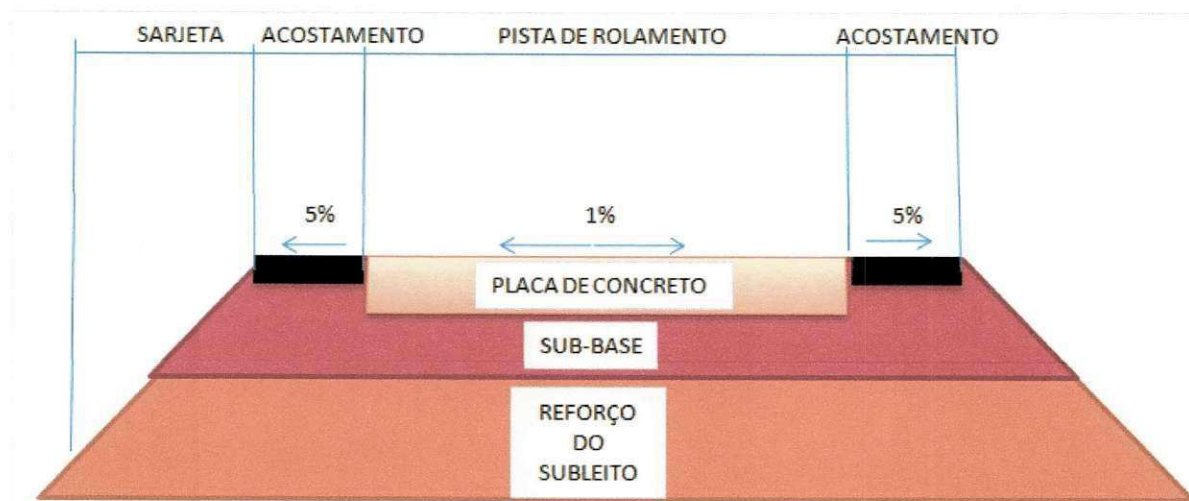 SARJETA ACOSTAMENTO PISTA DE ROLAMENTO ACOSTAMENTO
5% 1% 5%
PLACA DE CONCRETO
SUB-BASE
REFORÇO
DO
SUBLEITO